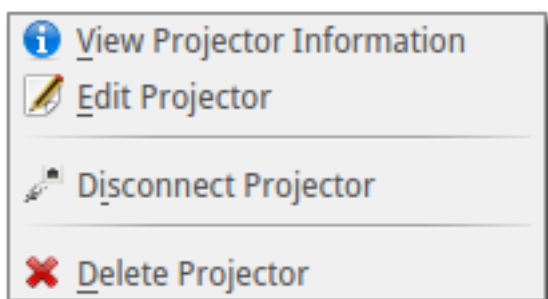 View Projector Information
Edit Projector
Disconnect Projector
Delete Projector